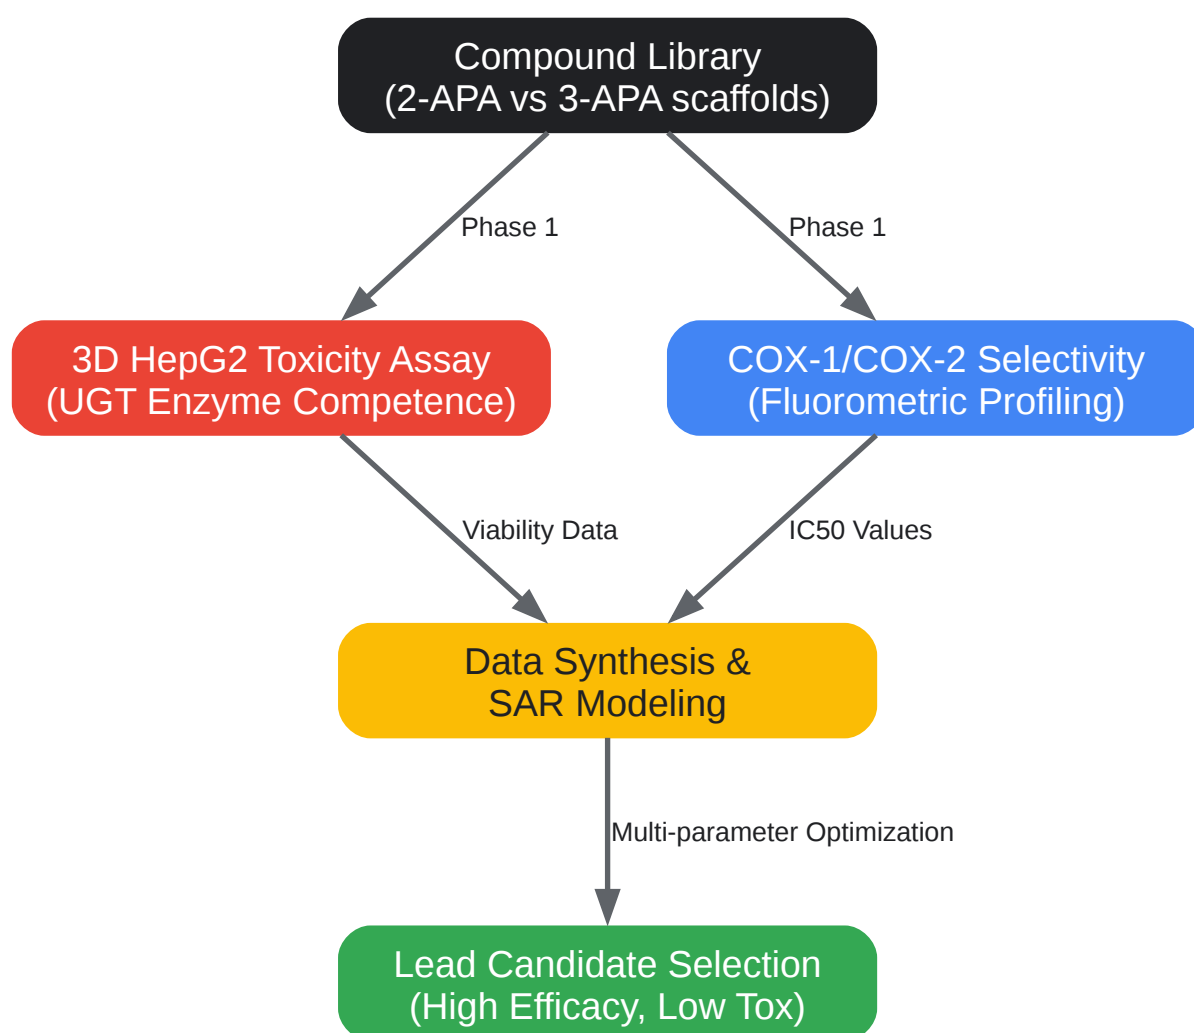 Compound Library
(2-APA vs 3-APA scaffolds)
Phase 1
Phase 1
3D HepG2 Toxicity Assay
(UGT Enzyme Competence)
COX-1/COX-2 Selectivity
(Fluorometric Profiling)
Viability Data
IC50 Values
Data Synthesis &
SAR Modeling
Multi-parameter Optimization
Lead Candidate Selection
(High Efficacy, Low Tox)